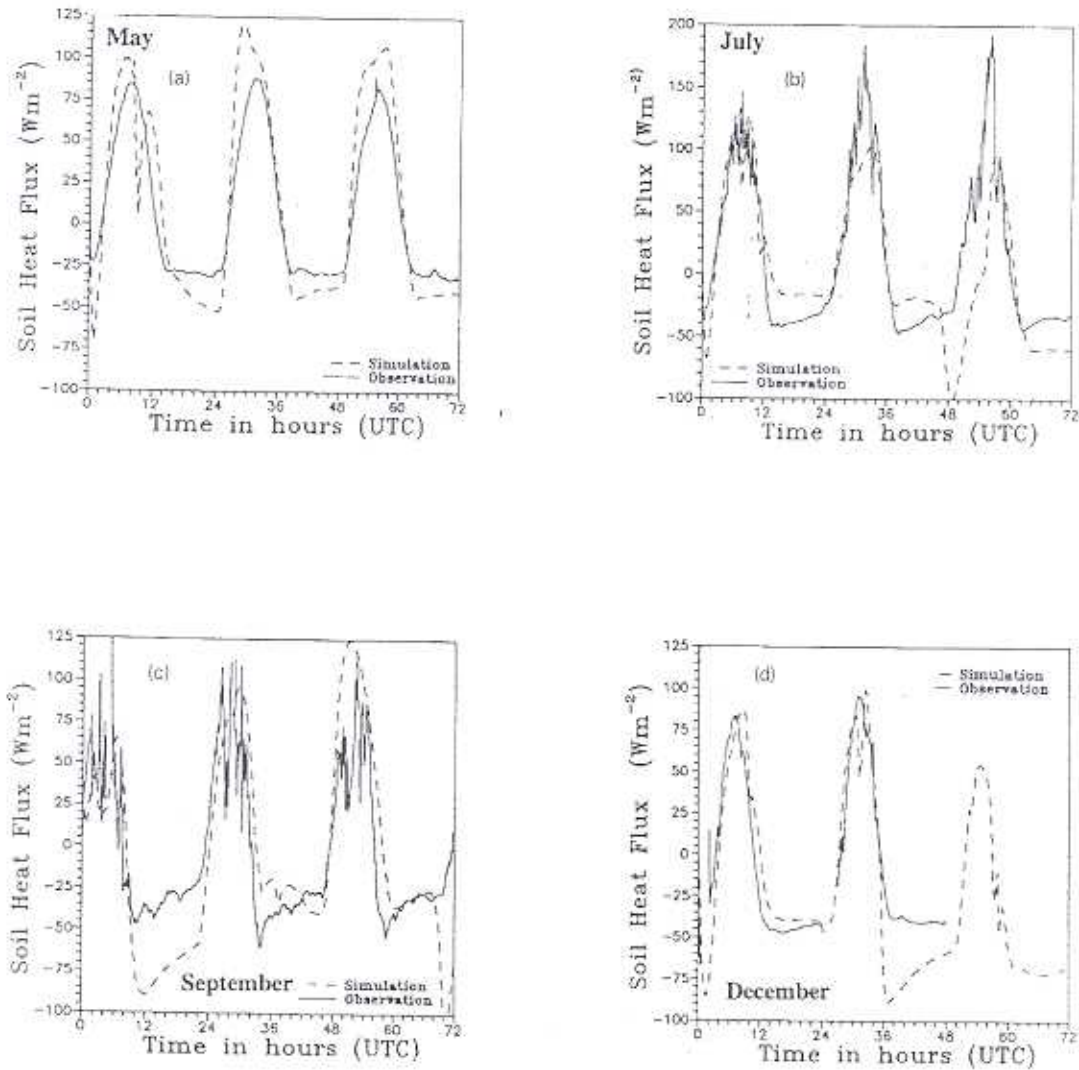 May
(a)
Soil Heat Flux (Wm⁻²)
125
100
75
50
25
0
−25
−50
−75
−100
Simulation
Observation
0 12 24 36 48 60 72
Time in hours (UTC)
July
(b)
Soil Heat Flux (Wm⁻²)
200
150
100
50
0
−50
−100
Simulation
Observation
0 12 24 36 48 60 72
Time in hours (UTC)
(c)
Soil Heat Flux (Wm⁻²)
125
100
75
50
25
0
−25
−50
−75
−100
September
Simulation
Observation
0 12 24 36 48 60 72
Time in hours (UTC)
(d)
Soil Heat Flux (Wm⁻²)
125
100
75
50
25
0
−25
−50
−75
−100
Simulation
Observation
December
0 12 24 36 48 60 72
Time in hours (UTC)